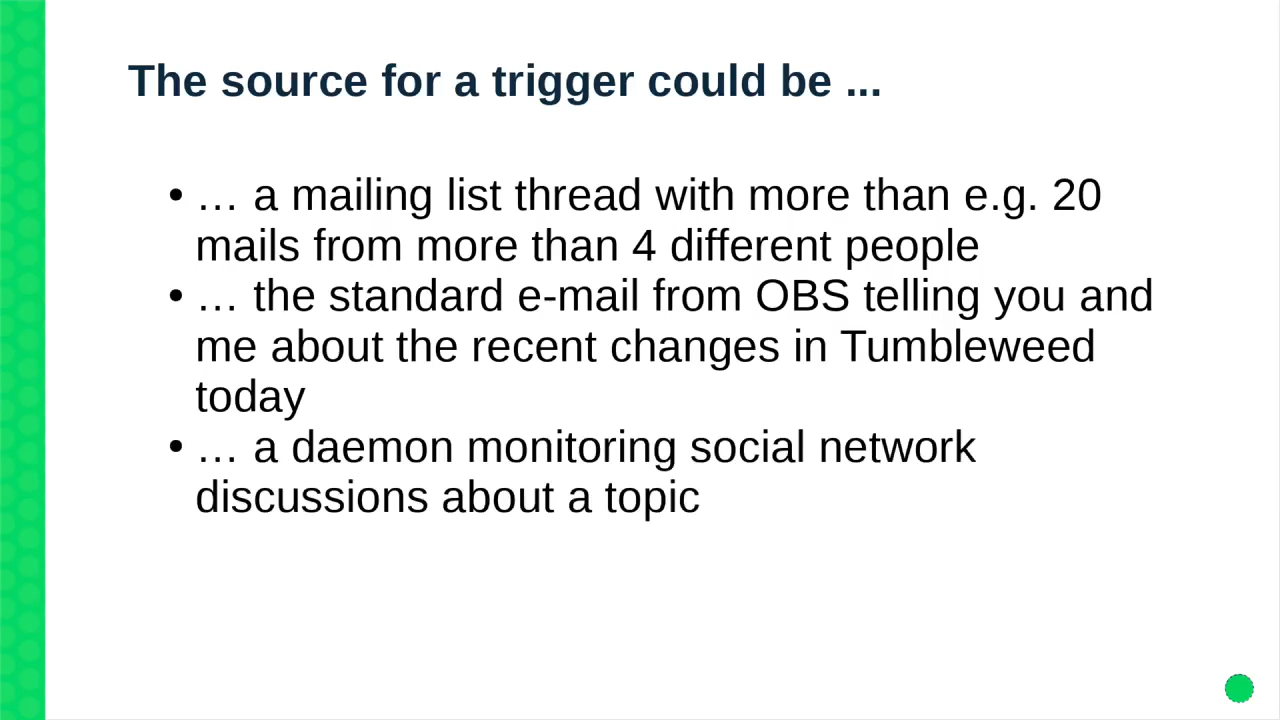 The source for a trigger could be ...
• … a mailing list thread with more than e.g. 20
mails from more than 4 different people
• … the standard e-mail from OBS telling you and
me about the recent changes in Tumbleweed
today
• … a daemon monitoring social network
discussions about a topic